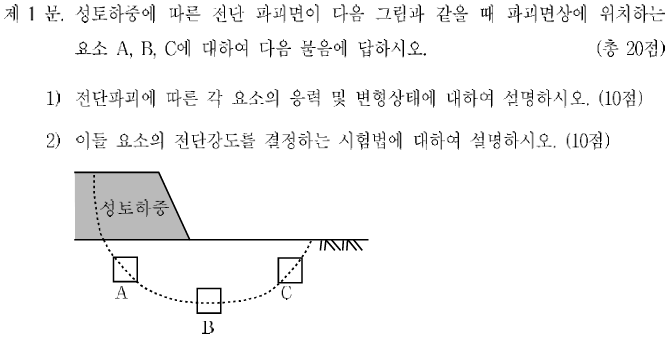 제 1 문. 성토하중에 따른 전단 파괴면이 다음 그림과 같을 때 파괴면상에 위치하는
요소 A, B, C에 대하여 다음 물음에 답하시오. (총 20점)
1) 전단파괴에 따른 각 요소의 응력 및 변형상태에 대하여 설명하시오. (10점)
2) 이들 요소의 전단강도를 결정하는 시험법에 대하여 설명하시오. (10점)
성토하중
A
C
B